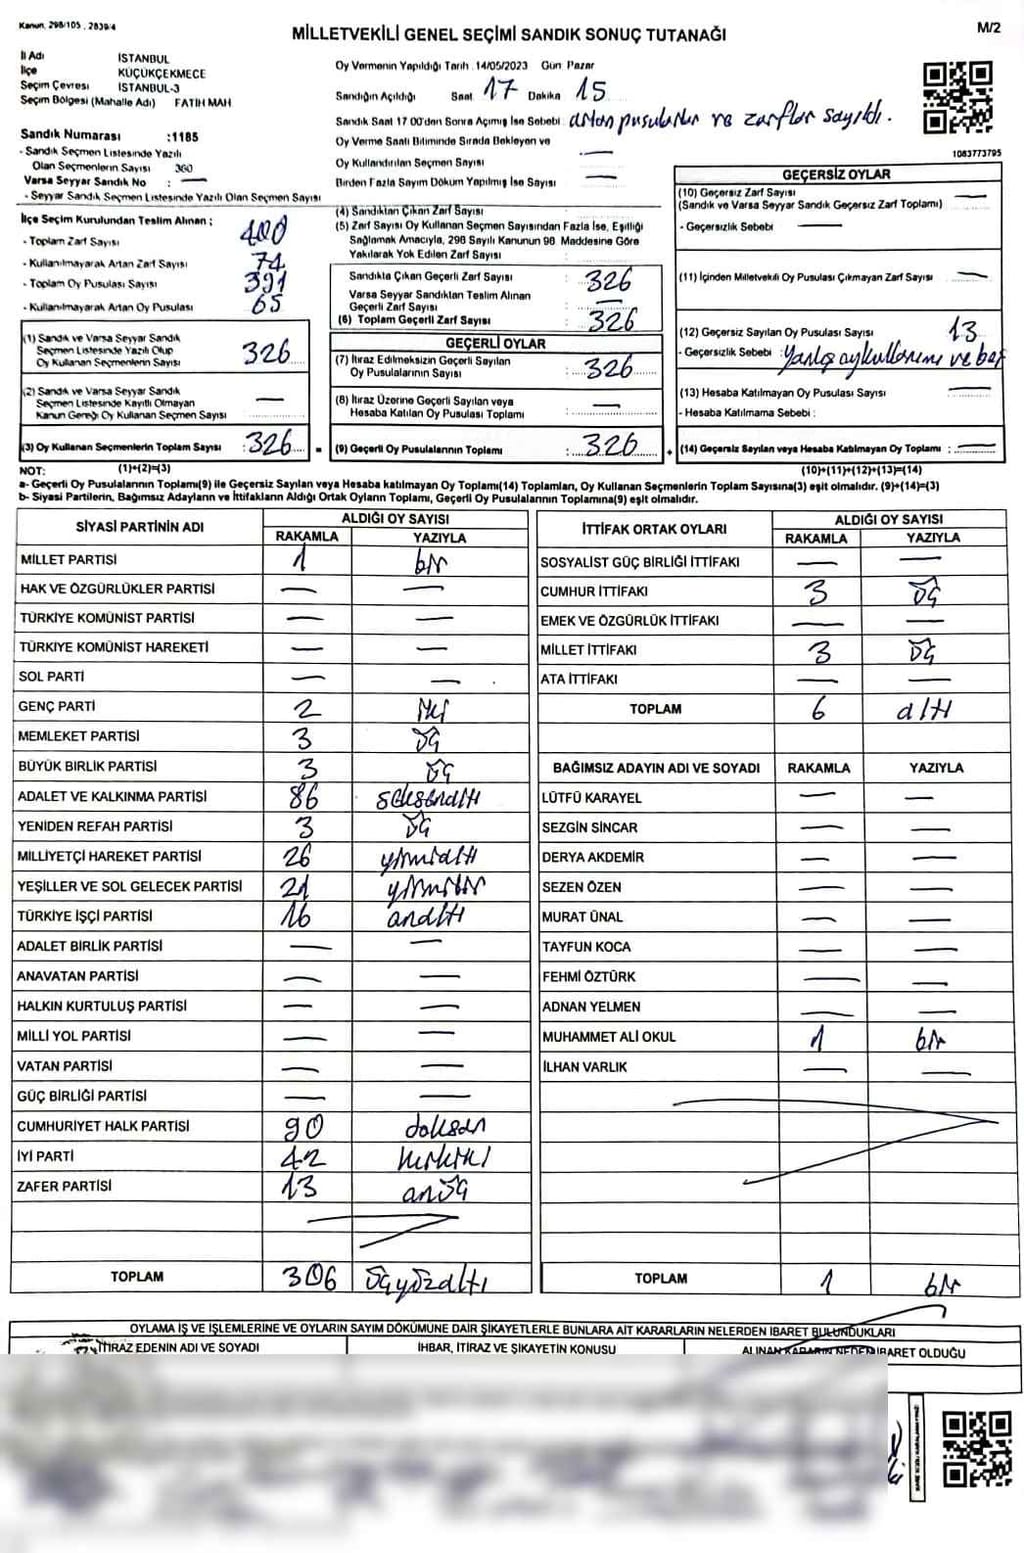 Kanun. 298/105 , 2839/4
MİLLETVEKİLİ GENEL SEÇİMİ SANDIK SONUÇ TUTANAĞI
M/2
İl Adı İSTANBUL
İlçe KÜÇÜKÇEKMECE
Seçim Çevresi İSTANBUL-3
Seçim Bölgesi (Mahalle Adı) FATİH MAH
Sandık Numarası :1185
- Sandık Seçmen Listesinde Yazılı
Olan Seçmenlerin Sayısı 360
Varsa Seyyar Sandık No : —
- Seyyar Sandık Seçmen Listesinde Yazılı Olan Seçmen Sayısı
Oy Vermenin Yapıldığı Tarih . 14/05/2023 Gün Pazar
Sandığın Açıldığı Saat 17 Dakika 15
Sandık Saat 17 00'den Sonra Açmış İse Sebebi : artan pusulalar ve zarflar sayıldı.
Oy Verme Saati Bitiminde Sırada Bekleyen ve
Oy Kullandırılan Seçmen Sayısı —
Birden Fazla Sayım Döküm Yapılmış İse Sayısı —
1083773795
İlçe Seçim Kurulundan Teslim Alınan ;
- Toplam Zarf Sayısı 400
- Kullanılmayarak Artan Zarf Sayısı 74
- Toplam Oy Pusulası Sayısı 391
- Kullanılmayarak Artan Oy Pusulası 65
(1) Sandık ve Varsa Seyyar Sandık
Seçmen Listesinde Yazılı Olup
Oy Kullanan Seçmenlerin Sayısı 326
(2) Sandık ve Varsa Seyyar Sandık
Seçmen Listesinde Kayıtlı Olmayan
Kanun Gereği Oy Kullanan Seçmen Sayısı —
(3) Oy Kullanan Seçmenlerin Toplam Sayısı : 326
(4) Sandıktan Çıkan Zarf Sayısı :
(5) Zarf Sayısı Oy Kullanan Seçmen Sayısından Fazla İse, Eşitliği
Sağlamak Amacıyla, 298 Sayılı Kanunun 98 Maddesine Göre
Yakılarak Yok Edilen Zarf Sayısı :
Sandıkta Çıkan Geçerli Zarf Sayısı : 326
Varsa Seyyar Sandıktan Teslim Alınan
Geçerli Zarf Sayısı : —
(6) Toplam Geçerli Zarf Sayısı : 326
GEÇERLİ OYLAR
(7) İtiraz Edilmeksizin Geçerli Sayılan
Oy Pusulalarının Sayısı : 326
(8) İtiraz Üzerine Geçerli Sayılan veya
Hesaba Katılan Oy Pusulası Toplamı : —
= (9) Geçerli Oy Pusulalarının Toplamı : 320
GEÇERSİZ OYLAR
(10) Geçersiz Zarf Sayısı —
(Sandık ve Varsa Seyyar Sandık Geçersiz Zarf Toplamı)
- Geçersizlik Sebebi —
(11) İçinden Milletvekili Oy Pusulası Çıkmayan Zarf Sayısı —
(12) Geçersiz Sayılan Oy Pusulası Sayısı 13
- Geçersizlik Sebebi : Yanlış oy kullanımı ve boş
(13) Hesaba Katılmayan Oy Pusulası Sayısı —
- Hesaba Katılmama Sebebi :
+ (14) Geçersiz Sayılan veya Hesaba Katılmayan Oy Toplamı : —
NOT: (1)+(2)=(3) (10)+(11)+(12)+(13)=(14)
a- Geçerli Oy Pusulalarının Toplamı(9) ile Geçersiz Sayılan veya Hesaba katılmayan Oy Toplamı(14) Toplamları, Oy Kullanan Seçmenlerin Toplam Sayısına(3) eşit olmalıdır. (9)+(14)=(3)
b- Siyasi Partilerin, Bağımsız Adayların ve İttifakların Aldığı Ortak Oyların Toplamı, Geçerli Oy Pusulalarının Toplamına(9) eşit olmalıdır.
SİYASİ PARTİNİN ADI ALDIĞI OY SAYISI
RAKAMLA YAZIYLA
MİLLET PARTİSİ 1 bir
HAK VE ÖZGÜRLÜKLER PARTİSİ — —
TÜRKİYE KOMÜNİST PARTİSİ — —
TÜRKİYE KOMÜNİST HAREKETİ — —
SOL PARTİ — —
GENÇ PARTİ 2 iki
MEMLEKET PARTİSİ 3 üç
BÜYÜK BİRLİK PARTİSİ 3 üç
ADALET VE KALKINMA PARTİSİ 86 seksenaltı
YENİDEN REFAH PARTİSİ 3 üç
MİLLİYETÇİ HAREKET PARTİSİ 26 yirmialtı
YEŞİLLER VE SOL GELECEK PARTİSİ 21 yirmibir
TÜRKİYE İŞÇİ PARTİSİ 16 onaltı
ADALET BİRLİK PARTİSİ — —
ANAVATAN PARTİSİ — —
HALKIN KURTULUŞ PARTİSİ — —
MİLLİ YOL PARTİSİ — —
VATAN PARTİSİ — —
GÜÇ BİRLİĞİ PARTİSİ — —
CUMHURİYET HALK PARTİSİ 90 doksan
İYİ PARTİ 42 kırkiki
ZAFER PARTİSİ 13 onüç
TOPLAM 306 üçyüzaltı
İTTİFAK ORTAK OYLARI ALDIĞI OY SAYISI
RAKAMLA YAZIYLA
SOSYALİST GÜÇ BİRLİĞİ İTTİFAKI — —
CUMHUR İTTİFAKI 3 üç
EMEK VE ÖZGÜRLÜK İTTİFAKI — —
MİLLET İTTİFAKI 3 üç
ATA İTTİFAKI — —
TOPLAM 6 altı
BAĞIMSIZ ADAYIN ADI VE SOYADI RAKAMLA YAZIYLA
LÜTFÜ KARAYEL — —
SEZGİN SİNCAR — —
DERYA AKDEMİR — —
SEZEN ÖZEN — —
MURAT ÜNAL — —
TAYFUN KOCA — —
FEHMİ ÖZTÜRK — —
ADNAN YELMEN — —
MUHAMMET ALİ OKUL 1 bir
İLHAN VARLIK — —
TOPLAM 1 bir
OYLAMA İŞ VE İŞLEMLERİNE VE OYLARIN SAYIM DÖKÜMÜNE DAİR ŞİKAYETLERLE BUNLARA AİT KARARLARIN NELERDEN İBARET BULUNDUKLARI
İTİRAZ EDENİN ADI VE SOYADI İHBAR, İTİRAZ VE ŞİKAYETİN KONUSU ALINAN KARARIN NEDEN İBARET OLDUĞU